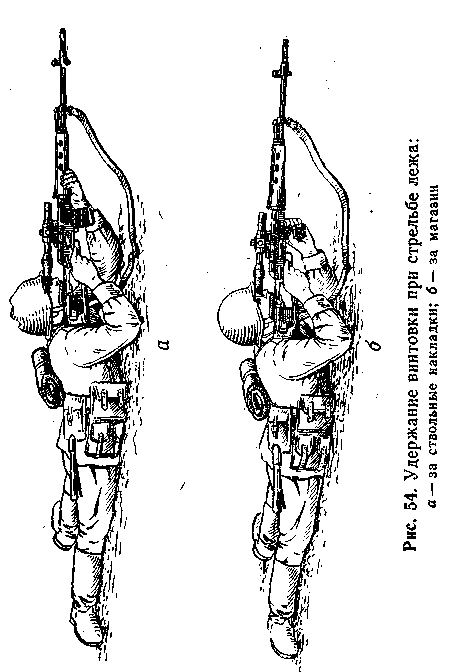 а
б
Рис. 54. Удержание винтовки при стрельбе лежа:
а — за ствольные накладки; б — за магазин